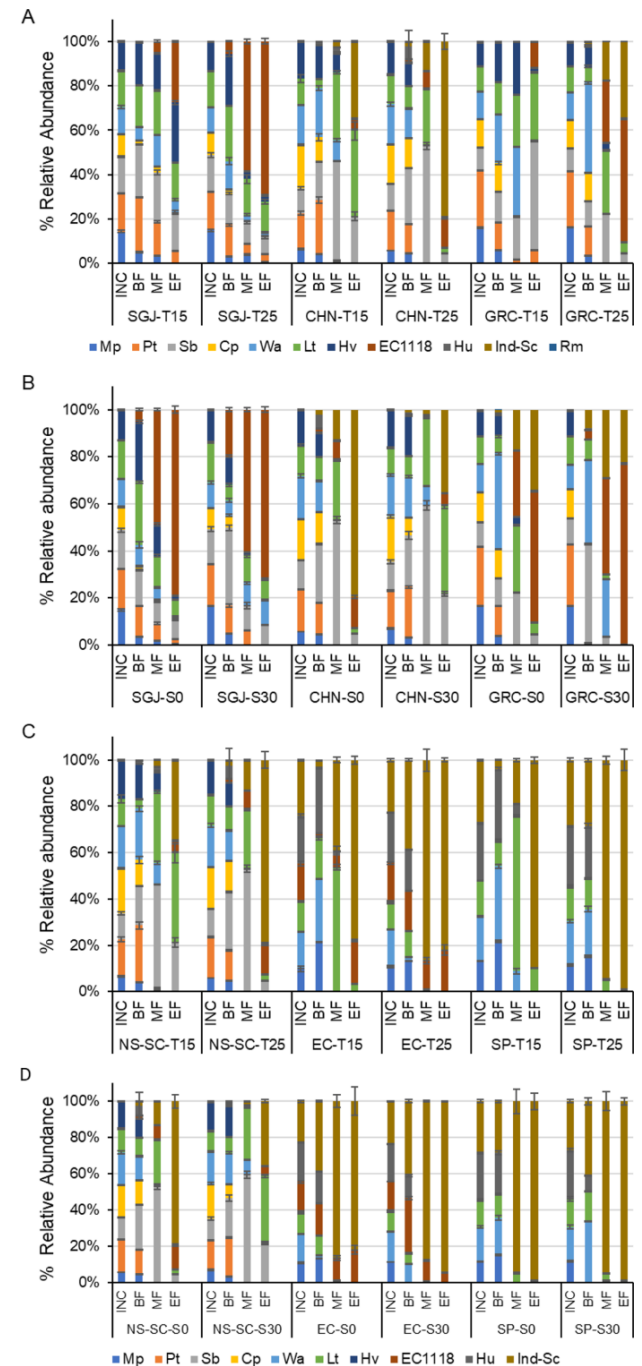 A
% Relative Abundance
100%
80%
60%
40%
20%
0%
INC BF MF EF INC BF MF EF INC BF MF EF INC BF MF EF INC BF MF EF INC BF MF EF
SGJ-T15 SGJ-T25 CHN-T15 CHN-T25 GRC-T15 GRC-T25
Mp Pt Sb Cp Wa Lt Hv EC1118 Hu Ind-Sc Rm
B
% Relative abundance
100%
80%
60%
40%
20%
0%
INC BF MF EF INC BF MF EF INC BF MF EF INC BF MF EF INC BF MF EF INC BF MF EF
SGJ-S0 SGJ-S30 CHN-S0 CHN-S30 GRC-S0 GRC-S30
C
% Relative abundance
100%
80%
60%
40%
20%
0%
INC BF MF EF INC BF MF EF INC BF MF EF INC BF MF EF INC BF MF EF INC BF MF EF
NS-SC-T15 NS-SC-T25 EC-T15 EC-T25 SP-T15 SP-T25
D
% Relative Abundance
100%
80%
60%
40%
20%
0%
INC BF MF EF INC BF MF EF INC BF MF EF INC BF MF EF INC BF MF EF INC BF MF EF
NS-SC-S0 NS-SC-S30 EC-S0 EC-S30 SP-S0 SP-S30
Mp Pt Sb Cp Wa Lt Hv EC1118 Hu Ind-Sc